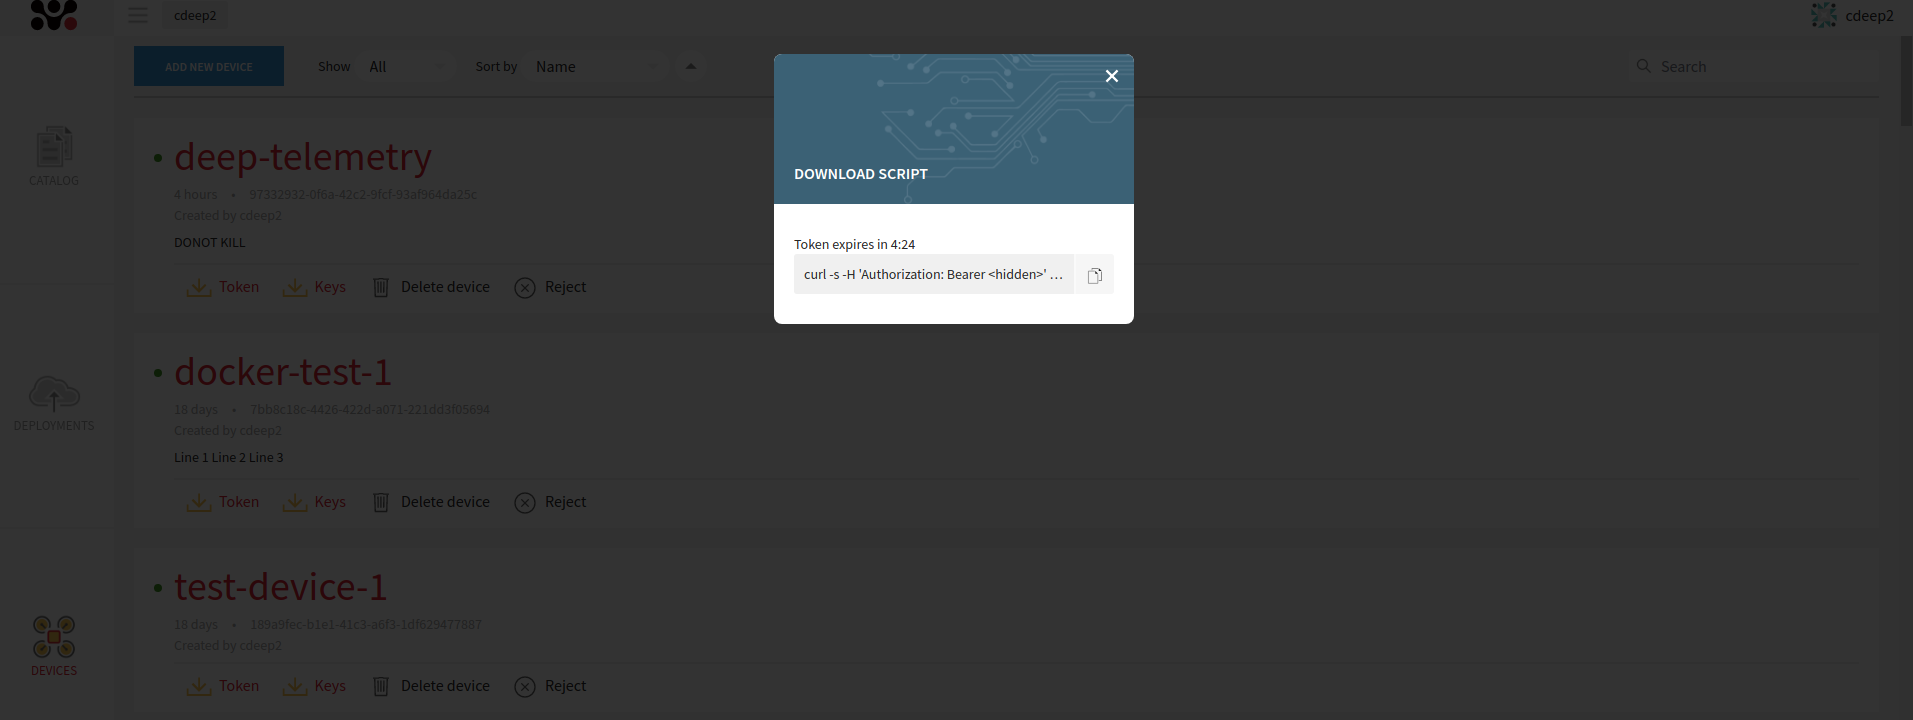 cdeep2
cdeep2
ADD NEW DEVICE Show All Sort by Name Search
CATALOG
DEPLOYMENTS
DEVICES
deep-telemetry
4 hours • 97332932-0f6a-42c2-9fcf-93af964da25c
Created by cdeep2
DONOT KILL
Token Keys Delete device Reject
docker-test-1
18 days • 7bb8c18c-4426-422d-a071-221dd3f05694
Created by cdeep2
Line 1 Line 2 Line 3
Token Keys Delete device Reject
test-device-1
18 days • 189a9fec-b1e1-41c3-a6f3-1df629477887
Created by cdeep2
Token Keys Delete device Reject
DOWNLOAD SCRIPT
Token expires in 4:24
curl -s -H 'Authorization: Bearer <hidden>' …